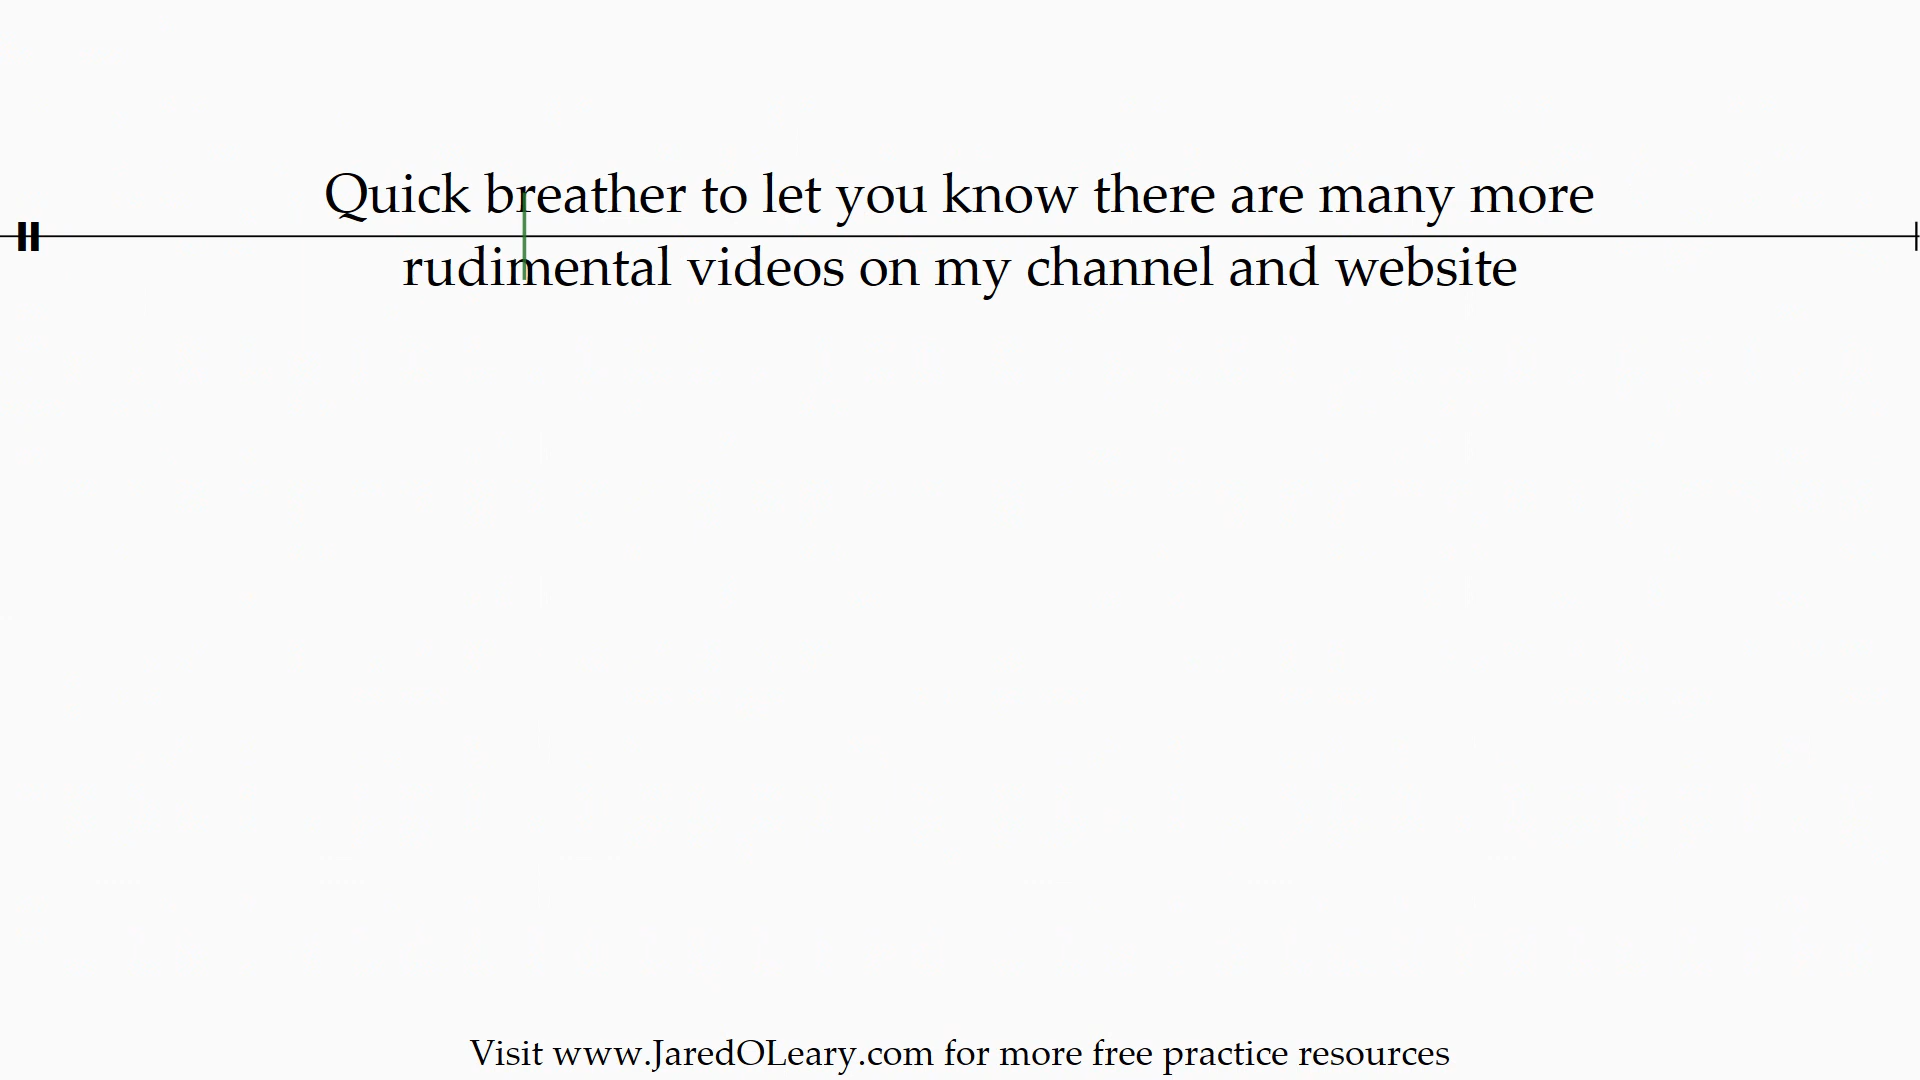 Quick breather to let you know there are many more
rudimental videos on my channel and website
Visit www.JaredOLeary.com for more free practice resources